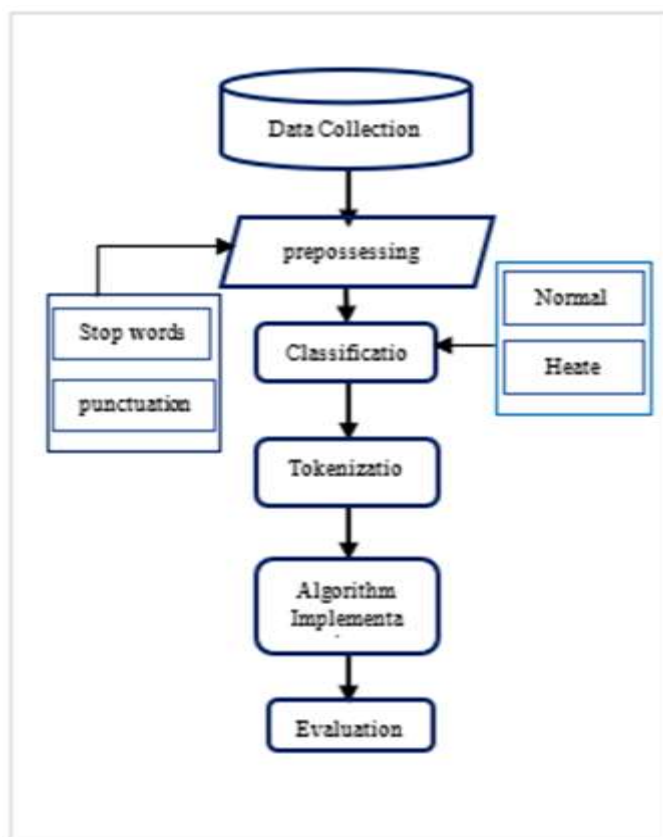 Data Collection
prepossessing
Stop words
punctuation
Normal
Heate
Classificatio
Tokenizatio
Algorithm
Implementa
Evaluation